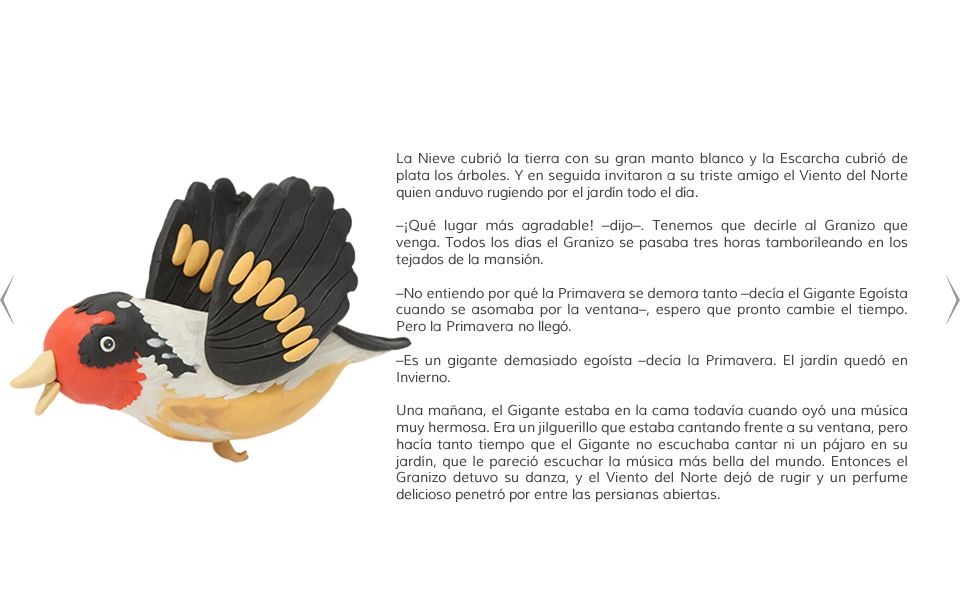 La Nieve cubrió la tierra con su gran manto blanco y la Escarcha cubrió de
plata los árboles. Y en seguida invitaron a su triste amigo el Viento del Norte
quien anduvo rugiendo por el jardín todo el día.
–¡Qué lugar más agradable! –dijo–. Tenemos que decirle al Granizo que
venga. Todos los días el Granizo se pasaba tres horas tamborileando en los
tejados de la mansión.
–No entiendo por qué la Primavera se demora tanto –decía el Gigante Egoísta
cuando se asomaba por la ventana–, espero que pronto cambie el tiempo.
Pero la Primavera no llegó.
–Es un gigante demasiado egoísta –decía la Primavera. El jardín quedó en
Invierno.
Una mañana, el Gigante estaba en la cama todavía cuando oyó una música
muy hermosa. Era un jilguerillo que estaba cantando frente a su ventana, pero
hacía tanto tiempo que el Gigante no escuchaba cantar ni un pájaro en su
jardín, que le pareció escuchar la música más bella del mundo. Entonces el
Granizo detuvo su danza, y el Viento del Norte dejó de rugir y un perfume
delicioso penetró por entre las persianas abiertas.